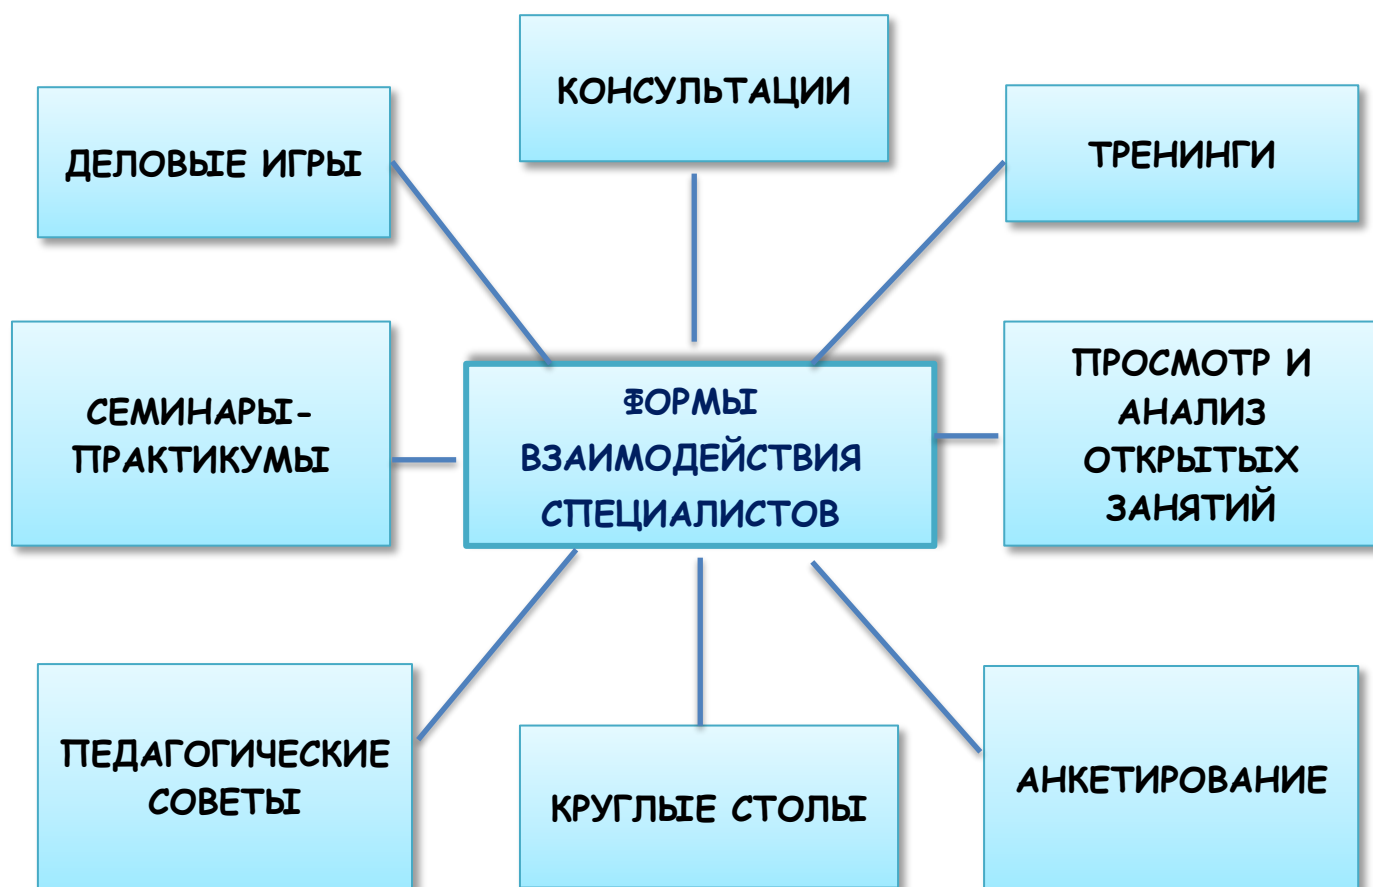 КОНСУЛЬТАЦИИ
ДЕЛОВЫЕ ИГРЫ
ТРЕНИНГИ
СЕМИНАРЫ-
ПРАКТИКУМЫ
ФОРМЫ
ВЗАИМОДЕЙСТВИЯ
СПЕЦИАЛИСТОВ
ПРОСМОТР И
АНАЛИЗ
ОТКРЫТЫХ
ЗАНЯТИЙ
ПЕДАГОГИЧЕСКИЕ
СОВЕТЫ
КРУГЛЫЕ СТОЛЫ
АНКЕТИРОВАНИЕ